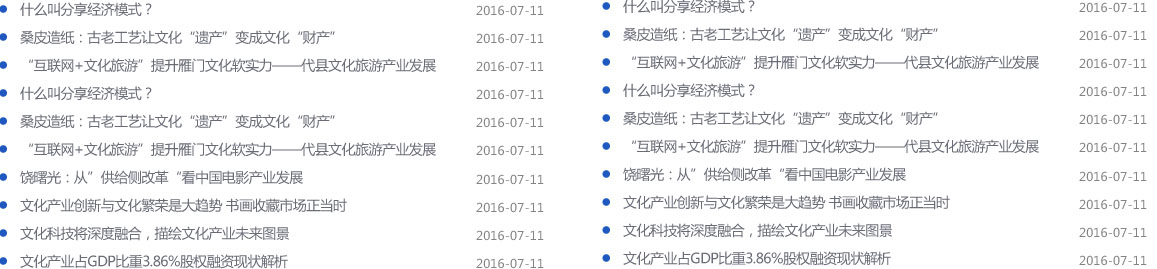 什么叫分享经济模式？ 2016-07-11
桑皮造纸：古老工艺让文化“遗产”变成文化“财产” 2016-07-11
“互联网+文化旅游”提升雁门文化软实力——代县文化旅游产业发展 2016-07-11
什么叫分享经济模式？ 2016-07-11
桑皮造纸：古老工艺让文化“遗产”变成文化“财产” 2016-07-11
“互联网+文化旅游”提升雁门文化软实力——代县文化旅游产业发展 2016-07-11
饶曙光：从”供给侧改革“看中国电影产业发展 2016-07-11
文化产业创新与文化繁荣是大趋势 书画收藏市场正当时 2016-07-11
文化科技将深度融合，描绘文化产业未来图景 2016-07-11
文化产业占GDP比重3.86%股权融资现状解析 2016-07-11
什么叫分享经济模式？ 2016-07-11
桑皮造纸：古老工艺让文化“遗产”变成文化“财产” 2016-07-11
“互联网+文化旅游”提升雁门文化软实力——代县文化旅游产业发展 2016-07-11
什么叫分享经济模式？ 2016-07-11
桑皮造纸：古老工艺让文化“遗产”变成文化“财产” 2016-07-11
“互联网+文化旅游”提升雁门文化软实力——代县文化旅游产业发展 2016-07-11
饶曙光：从”供给侧改革“看中国电影产业发展 2016-07-11
文化产业创新与文化繁荣是大趋势 书画收藏市场正当时 2016-07-11
文化科技将深度融合，描绘文化产业未来图景 2016-07-11
文化产业占GDP比重3.86%股权融资现状解析 2016-07-11